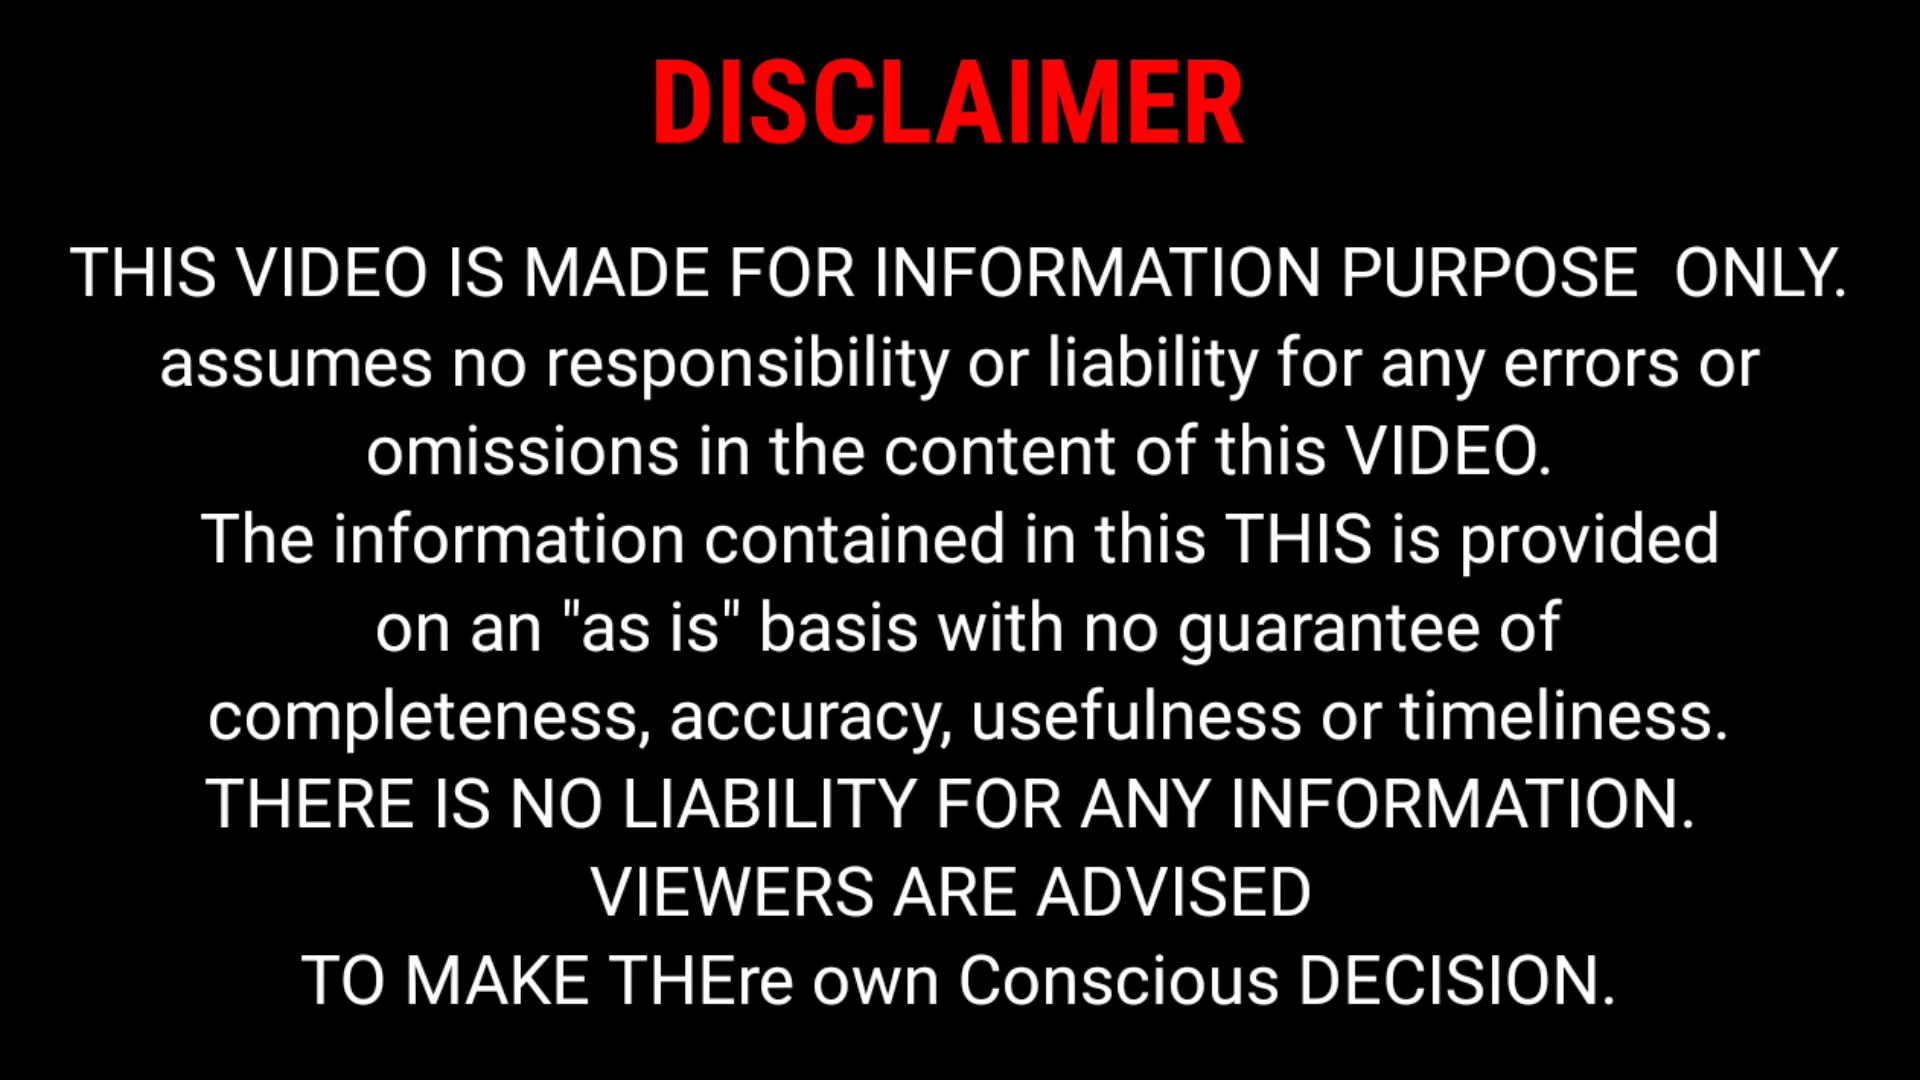 DISCLAIMER
THIS VIDEO IS MADE FOR INFORMATION PURPOSE  ONLY.
assumes no responsibility or liability for any errors or
omissions in the content of this VIDEO.
The information contained in this THIS is provided
on an "as is" basis with no guarantee of
completeness, accuracy, usefulness or timeliness.
THERE IS NO LIABILITY FOR ANY INFORMATION.
VIEWERS ARE ADVISED
TO MAKE THEre own Conscious DECISION.